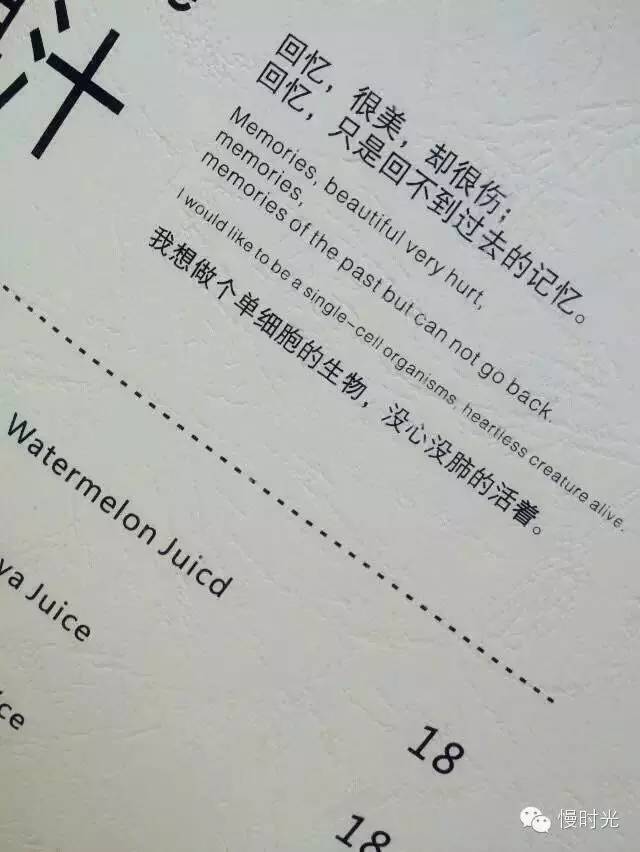 汁
回忆，很美，却很伤；
回忆，只是回不到过去的记忆。
Memories, beautiful very hurt,
memories,
memories of the past but can not go back.
I would like to be a single-cell organisms, heartless creature alive.
我想做个单细胞的生物，没心没肺的活着。
Watermelon Juicd
ya Juice
18
ice
18
慢时光